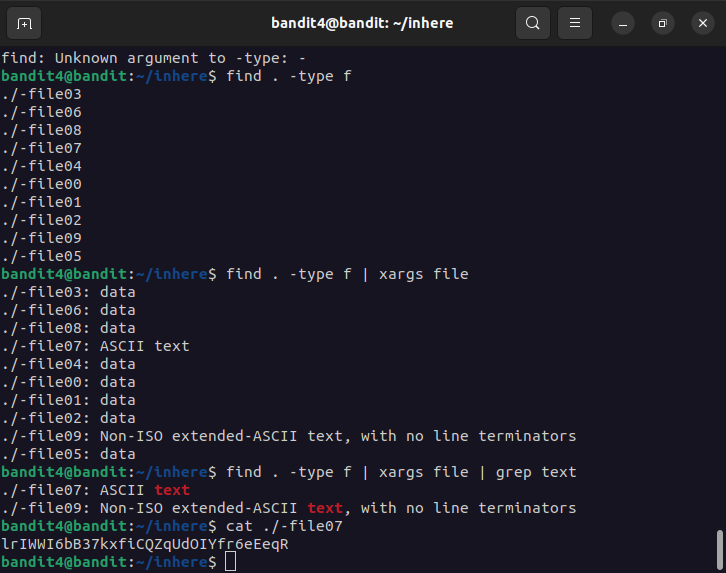 bandit4@bandit: ~/inhere
find: Unknown argument to -type: -
bandit4@bandit:~/inhere$ find . -type f
./-file03
./-file06
./-file08
./-file07
./-file04
./-file00
./-file01
./-file02
./-file09
./-file05
bandit4@bandit:~/inhere$ find . -type f | xargs file
./-file03: data
./-file06: data
./-file08: data
./-file07: ASCII text
./-file04: data
./-file00: data
./-file01: data
./-file02: data
./-file09: Non-ISO extended-ASCII text, with no line terminators
./-file05: data
bandit4@bandit:~/inhere$ find . -type f | xargs file | grep text
./-file07: ASCII text
./-file09: Non-ISO extended-ASCII text, with no line terminators
bandit4@bandit:~/inhere$ cat ./-file07
lrIWWI6bB37kxfiCQZqUdOIYfr6eEeqR
bandit4@bandit:~/inhere$